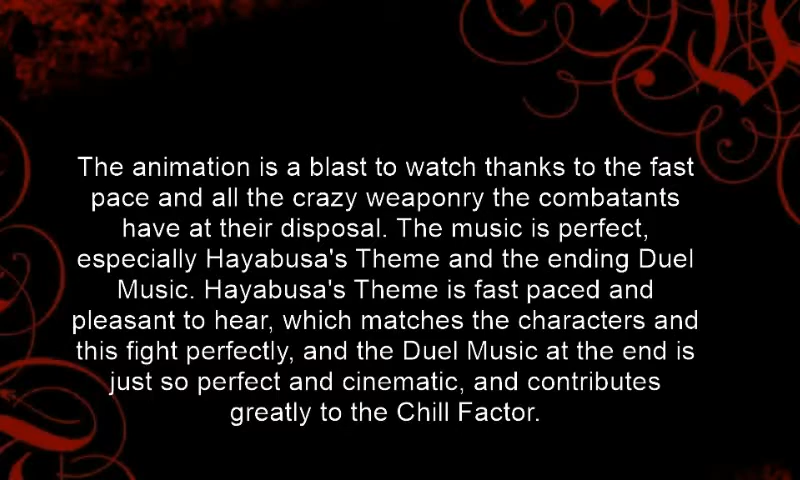 The animation is a blast to watch thanks to the fast
pace and all the crazy weaponry the combatants
have at their disposal. The music is perfect,
especially Hayabusa's Theme and the ending Duel
Music. Hayabusa's Theme is fast paced and
pleasant to hear, which matches the characters and
this fight perfectly, and the Duel Music at the end is
just so perfect and cinematic, and contributes
greatly to the Chill Factor.